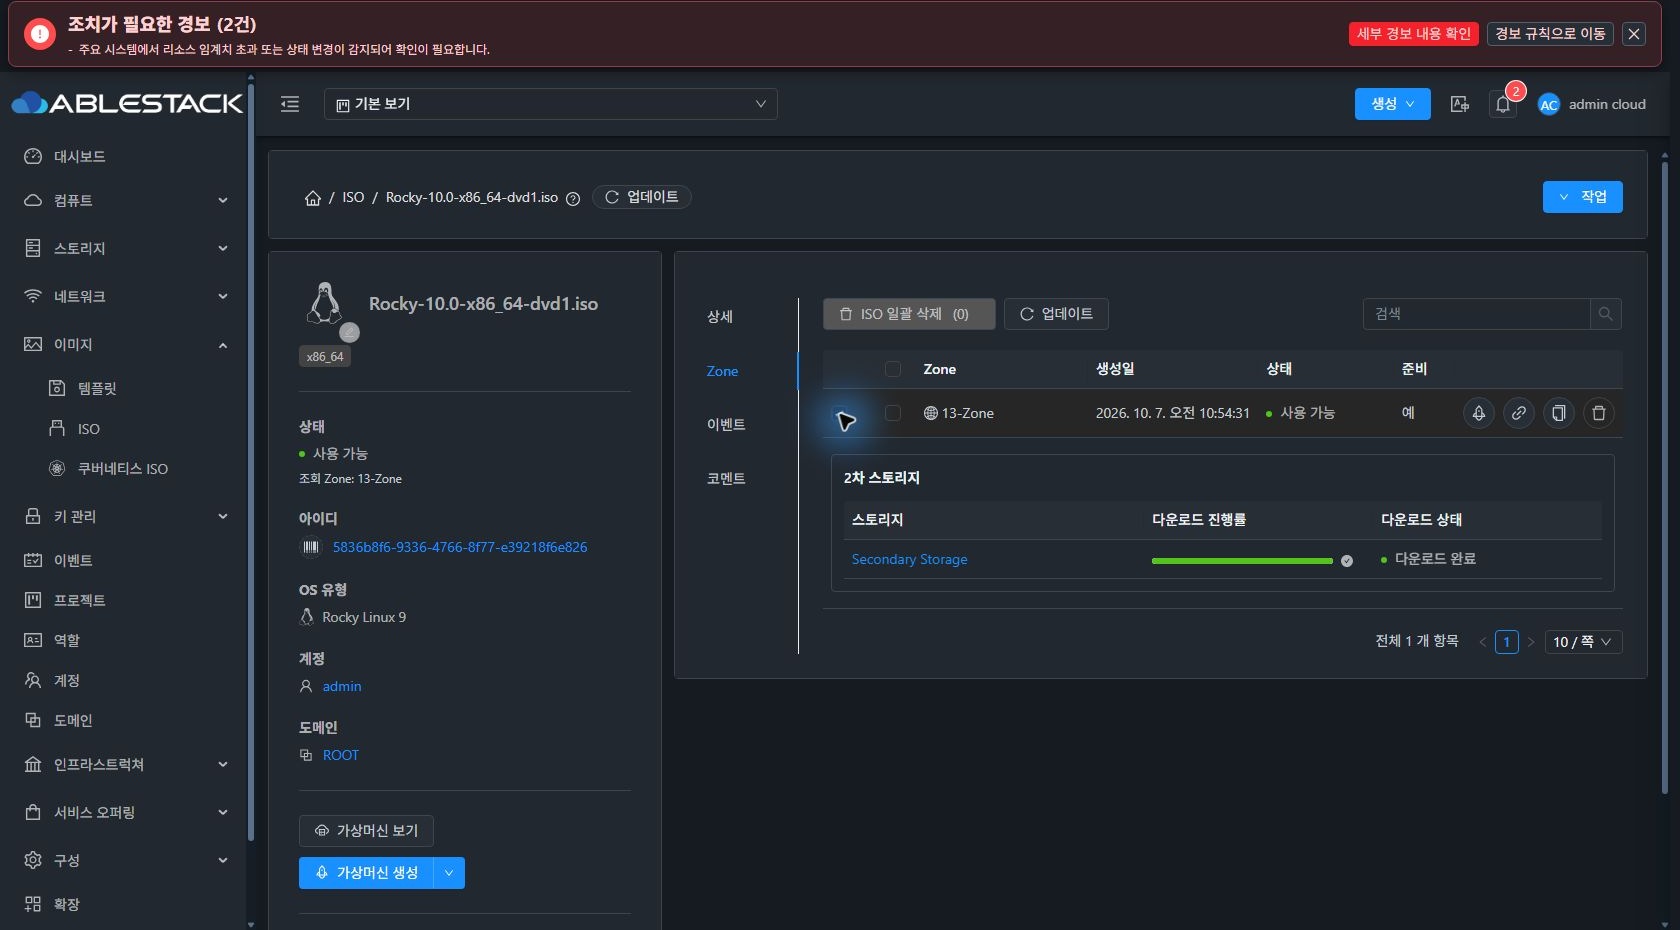 조치가 필요한 경보 (2건)
- 주요 시스템에서 리소스 임계치 초과 또는 상태 변경이 감지되어 확인이 필요합니다.
세부 경보 내용 확인
경보 규칙으로 이동
ABLESTACK
기본 보기
생성
2
AC
admin cloud
대시보드
컴퓨트
스토리지
네트워크
이미지
템플릿
ISO
쿠버네티스 ISO
키 관리
이벤트
프로젝트
역할
계정
도메인
인프라스트럭쳐
서비스 오퍼링
구성
확장
/ ISO / Rocky-10.0-x86_64-dvd1.iso
업데이트
작업
Rocky-10.0-x86_64-dvd1.iso
x86_64
상태
사용 가능
조회 Zone: 13-Zone
아이디
5836b8f6-9336-4766-8f77-e39218f6e826
OS 유형
Rocky Linux 9
계정
admin
도메인
ROOT
가상머신 보기
가상머신 생성
상세
Zone
이벤트
코멘트
ISO 일괄 삭제 (0)
업데이트
검색
Zone 생성일 상태 준비
13-Zone 2026. 10. 7. 오전 10:54:31 사용 가능 예
2차 스토리지
스토리지 다운로드 진행률 다운로드 상태
Secondary Storage 다운로드 완료
전체 1 개 항목 < 1 > 10 / 쪽